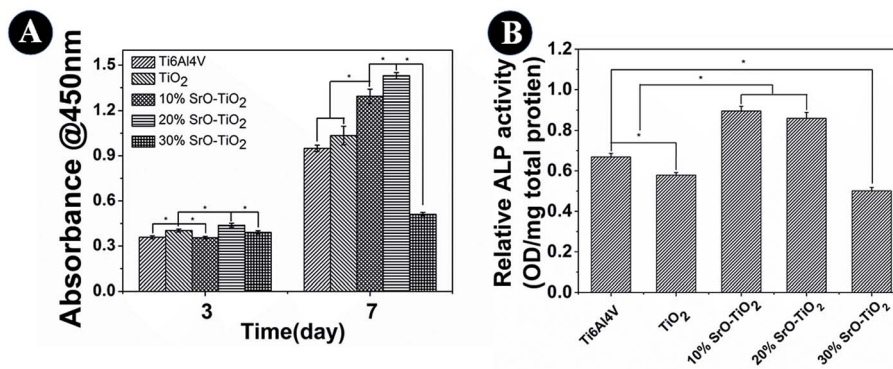 A
Absorbance @450nm
1.5
1.2
0.9
0.6
0.3
0.0
Ti6Al4V
TiO2
10% SrO-TiO2
20% SrO-TiO2
30% SrO-TiO2
* * * *
* * *
3
7
Time(day)
B
Relative ALP activity
(OD/mg total protien)
1.2
1.0
0.8
0.6
0.4
0.2
0.0
*
*
*
Ti6Al4V
TiO2
10% SrO-TiO2
20% SrO-TiO2
30% SrO-TiO2